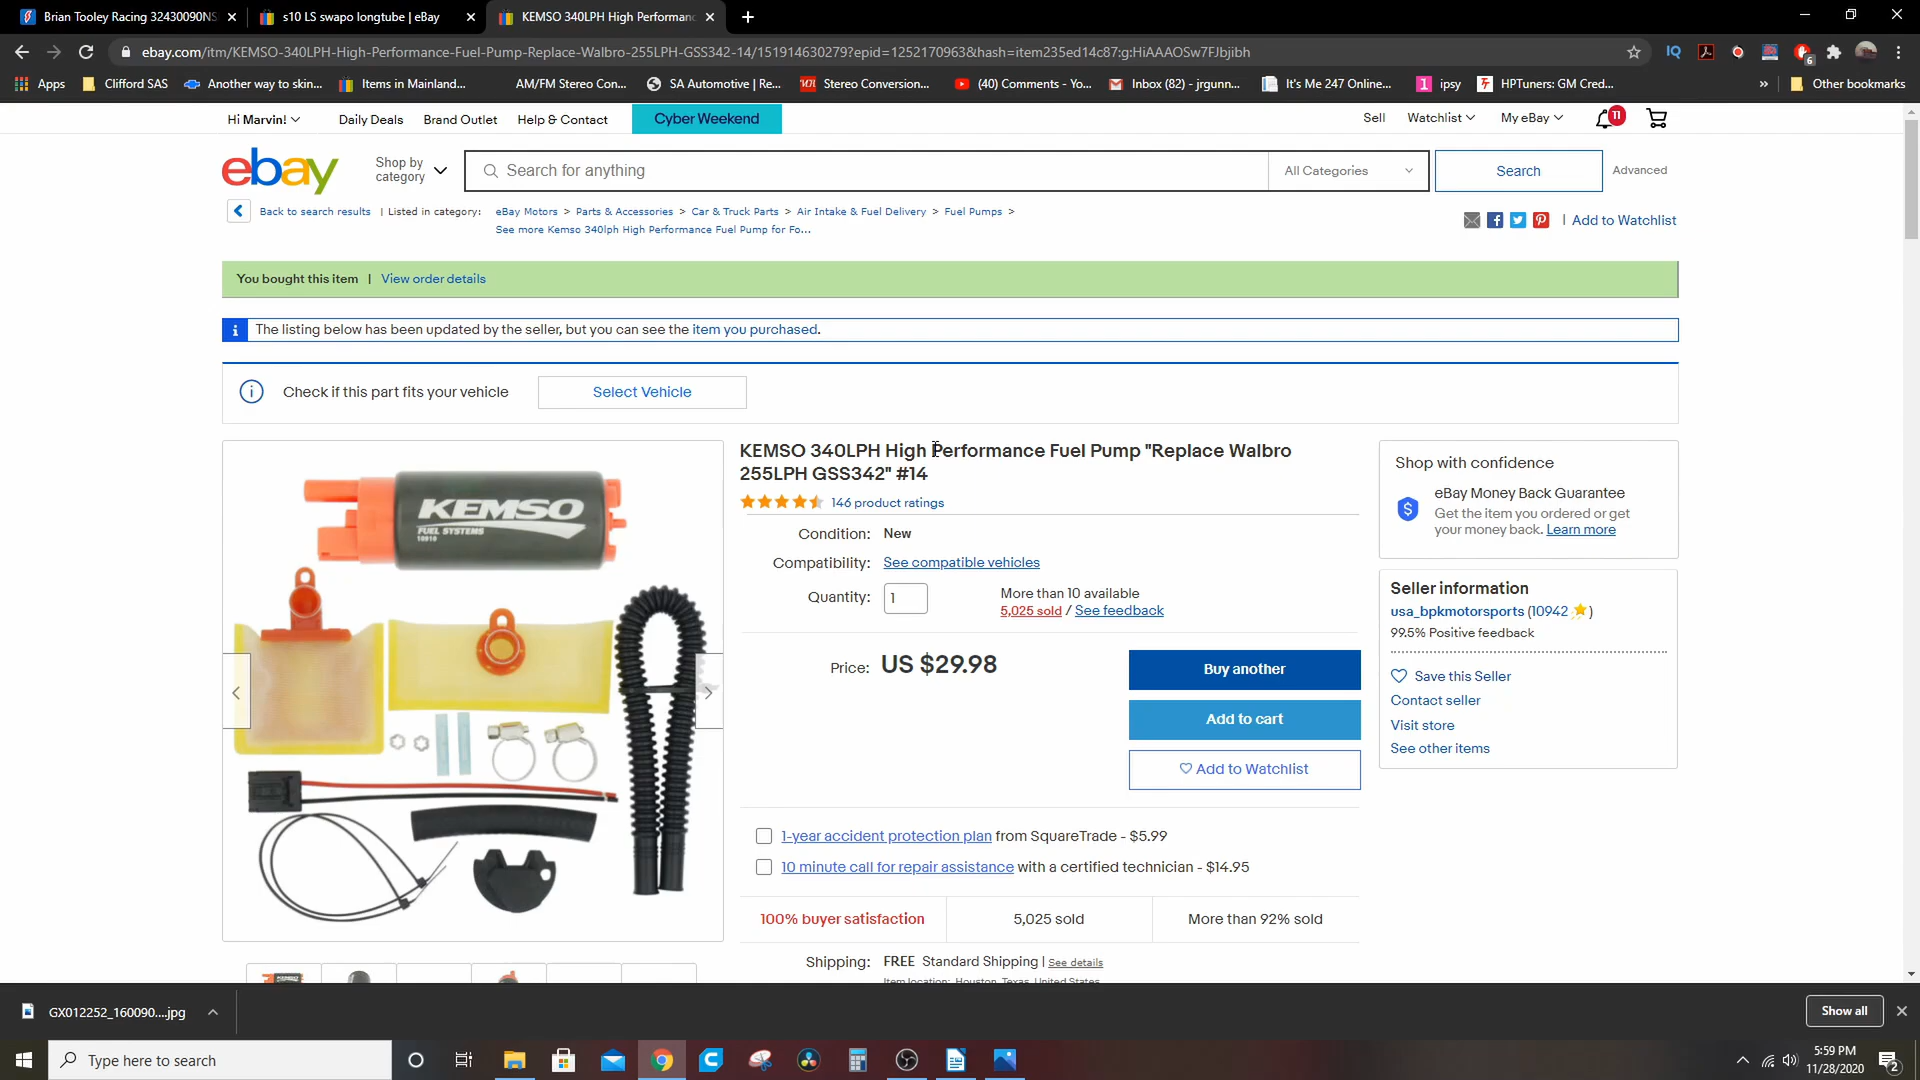 Brian Tooley Racing 32430090NS
s10 LS swapo longtube | eBay
KEMSO 340LPH High Performan
ebay.com/itm/KEMSO-340LPH-High-Performance-Fuel-Pump-Replace-Walbro-255LPH-GSS342-14/151914630279?epid=1252170963&hash=item235ed14c87:g:HiAAAOSw7FJbjibh
Apps
Clifford SAS
Another way to skin...
Items in Mainland...
AM/FM Stereo Con...
SA Automotive | Re...
Stereo Conversion...
(40) Comments - Yo...
Inbox (82) - jrgunn...
It's Me 247 Online...
ipsy
HPTuners: GM Cred...
»
Other bookmarks
Hi Marvin!
Daily Deals
Brand Outlet
Help & Contact
Cyber Weekend
Sell
Watchlist
My eBay
11
ebay
Shop by
category
Search for anything
All Categories
Search
Advanced
Back to search results
| Listed in category:
eBay Motors > Parts & Accessories > Car & Truck Parts > Air Intake & Fuel Delivery > Fuel Pumps >
See more Kemso 340lph High Performance Fuel Pump for Fo...
| Add to Watchlist
You bought this item | View order details
The listing below has been updated by the seller, but you can see the item you purchased.
Check if this part fits your vehicle
Select Vehicle
KEMSO
FUEL SYSTEMS
KEMSO 340LPH High Performance Fuel Pump "Replace Walbro
255LPH GSS342" #14
146 product ratings
Condition: New
Compatibility: See compatible vehicles
Quantity: 1
More than 10 available
5,025 sold / See feedback
Price: US $29.98
Buy another
Add to cart
Add to Watchlist
1-year accident protection plan from SquareTrade - $5.99
10 minute call for repair assistance with a certified technician - $14.95
100% buyer satisfaction
5,025 sold
More than 92% sold
Shipping: FREE Standard Shipping | See details
Item location: Houston, Texas, United States
Shop with confidence
eBay Money Back Guarantee
Get the item you ordered or get
your money back. Learn more
Seller information
usa_bpkmotorsports (10942 )
99.5% Positive feedback
Save this Seller
Contact seller
Visit store
See other items
GX012252_160090....jpg
Show all
Type here to search
5:59 PM
11/28/2020
2